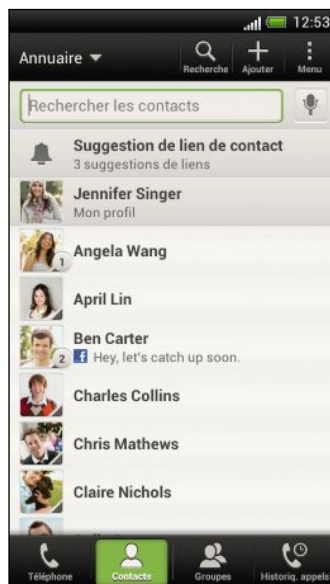 12:53
Annuaire
Recherche Ajouter Menu
Rechercher les contacts
Suggestion de lien de contact
3 suggestions de liens
Jennifer Singer
Mon profil
1
Angela Wang
April Lin
Ben Carter
2
f Hey, let's catch up soon.
Charles Collins
Chris Mathews
Claire Nichols
Téléphone Contacts Groupes Historiq. appels